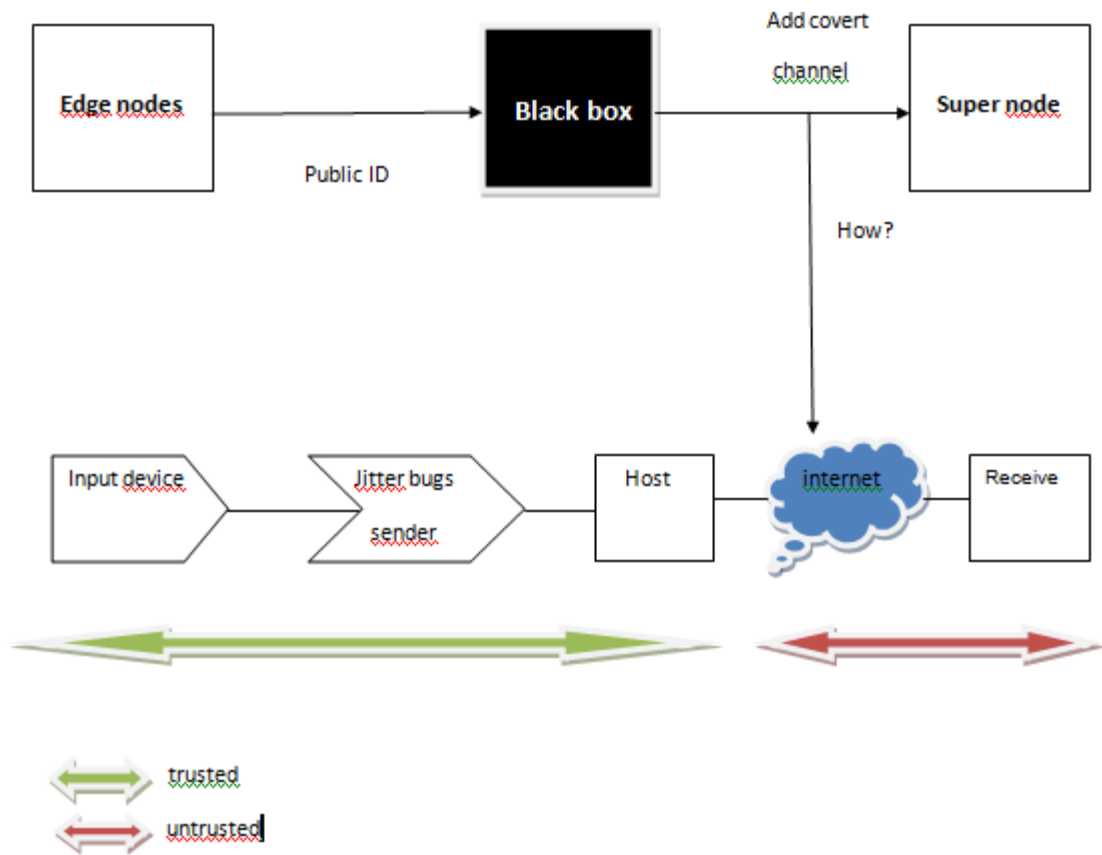 Add covert
channel
Edge nodes
Black box
Super node
Public ID
How?
Input device
Jitter bugs
sender
Host
internet
Receive
trusted
untrusted